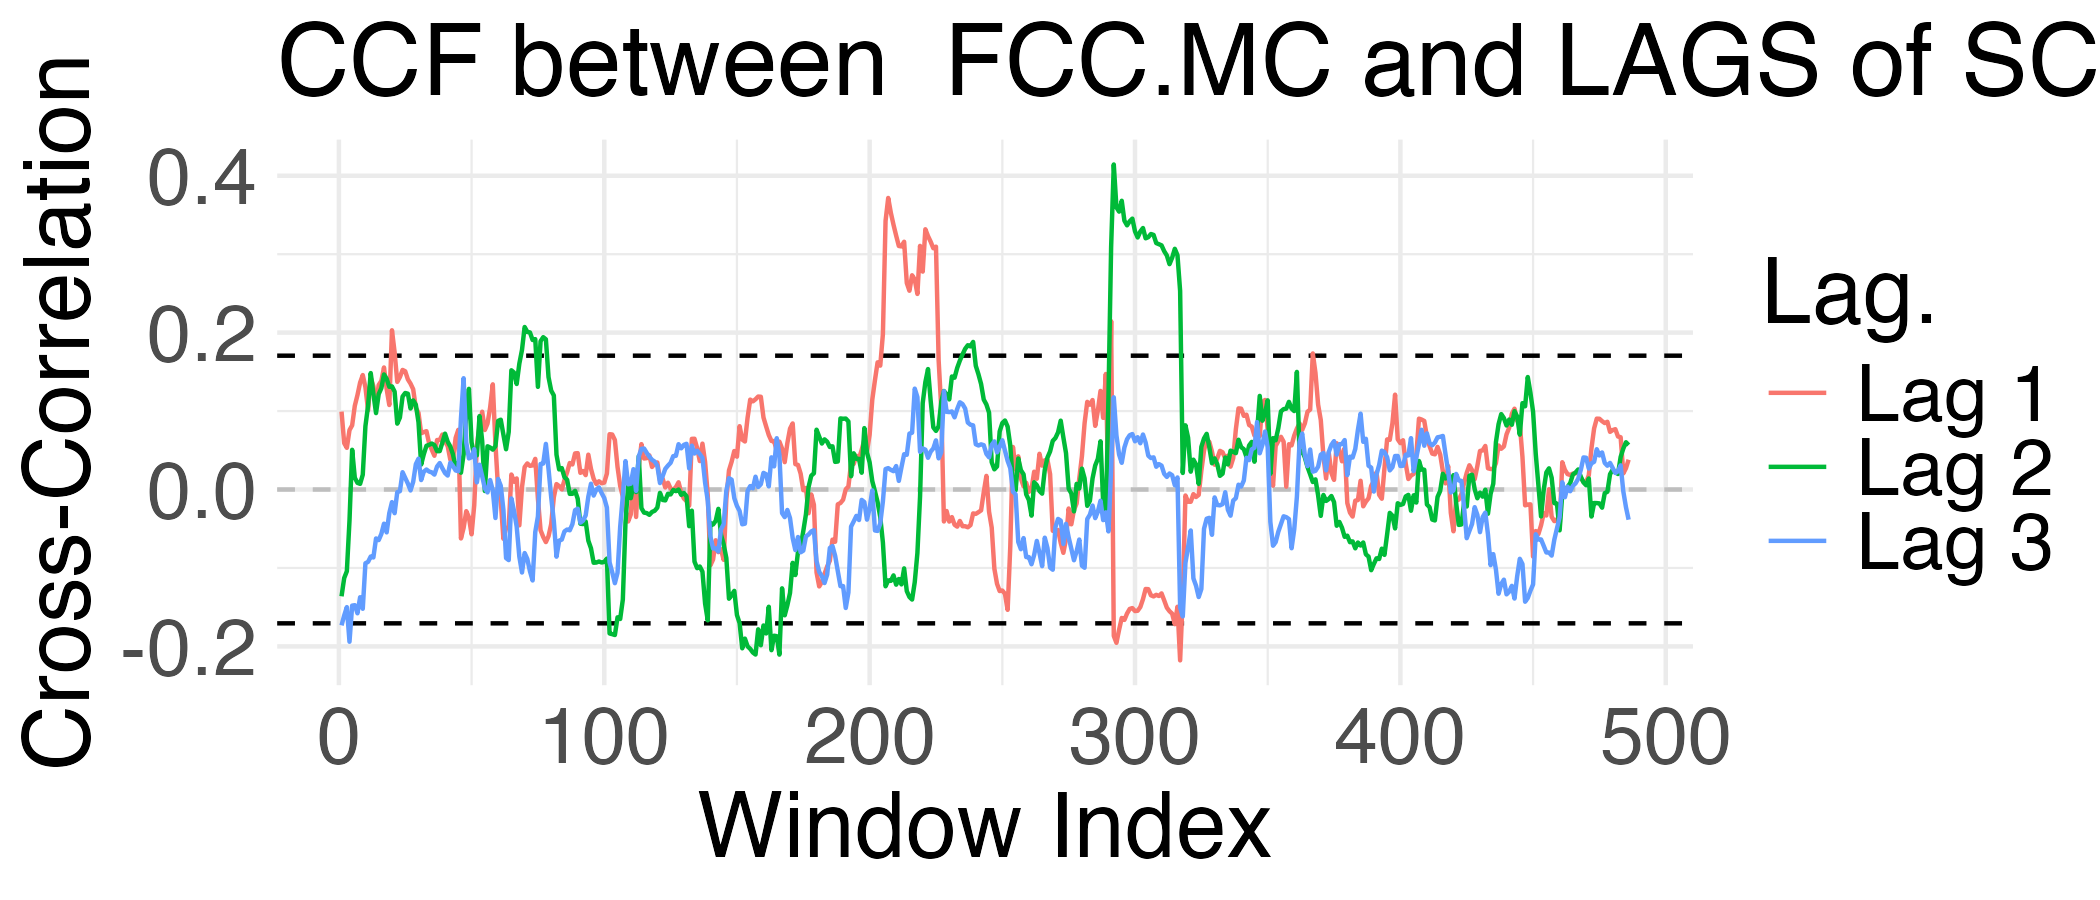 CCF between  FCC.MC and LAGS of SC
Cross-Correlation
0.4
0.2
0.0
-0.2
0 100 200 300 400 500
Window Index
Lag.
Lag 1
Lag 2
Lag 3